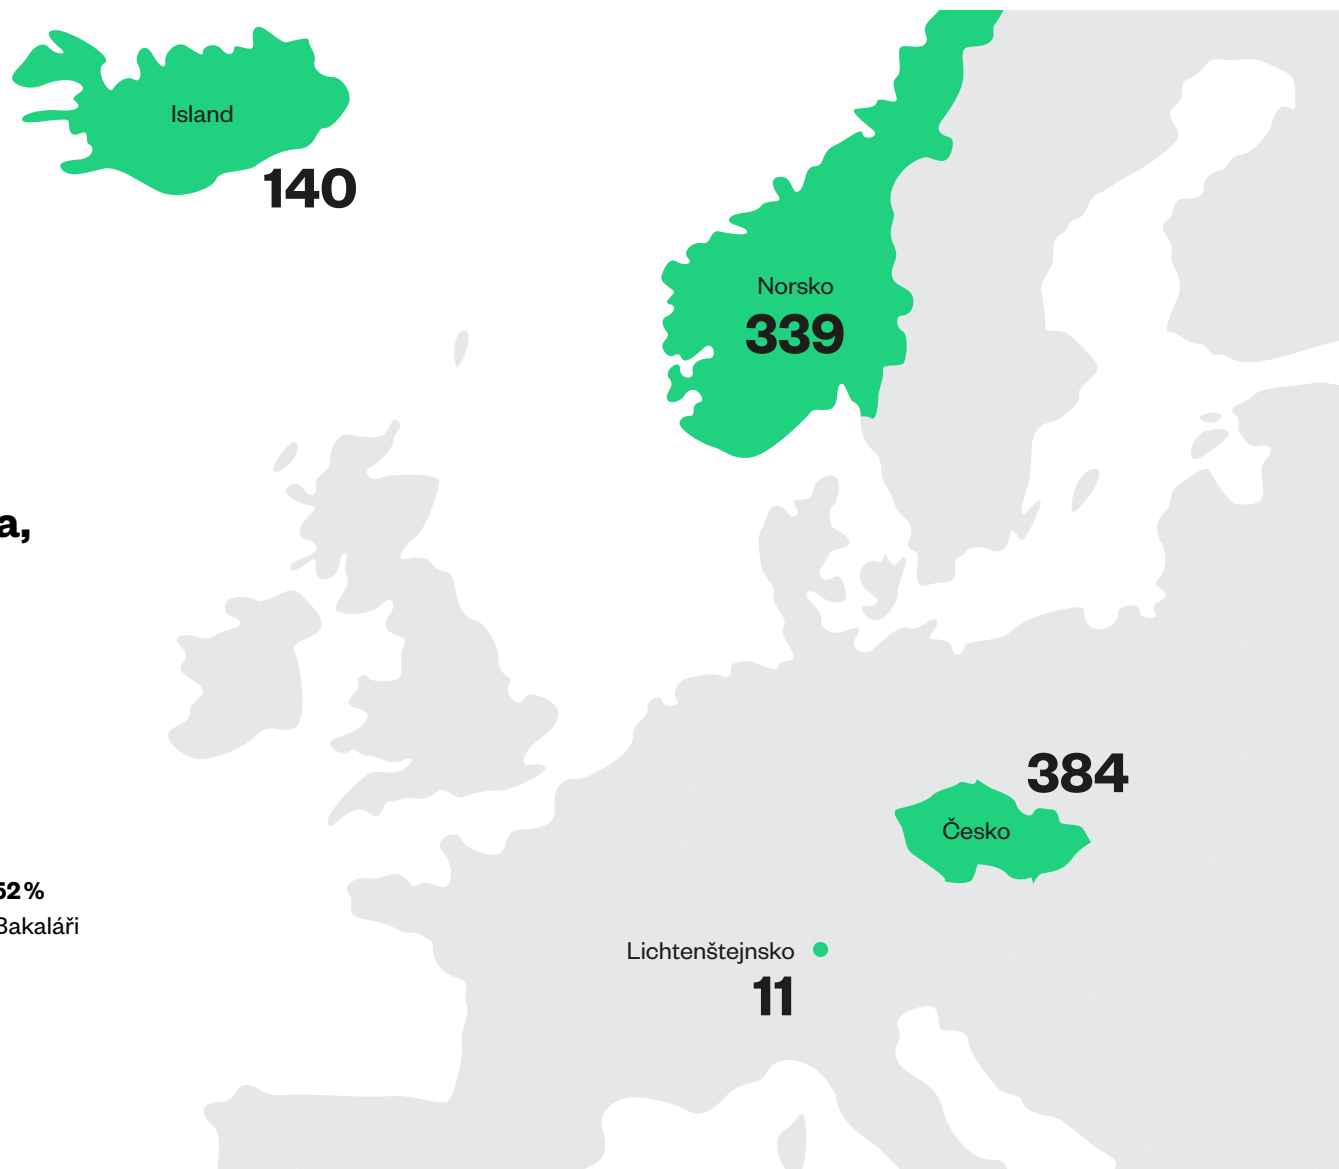 Island
140
Norsko
339
a,
384
Česko
52 %
Bakaláři
Lichtenštejnsko
11